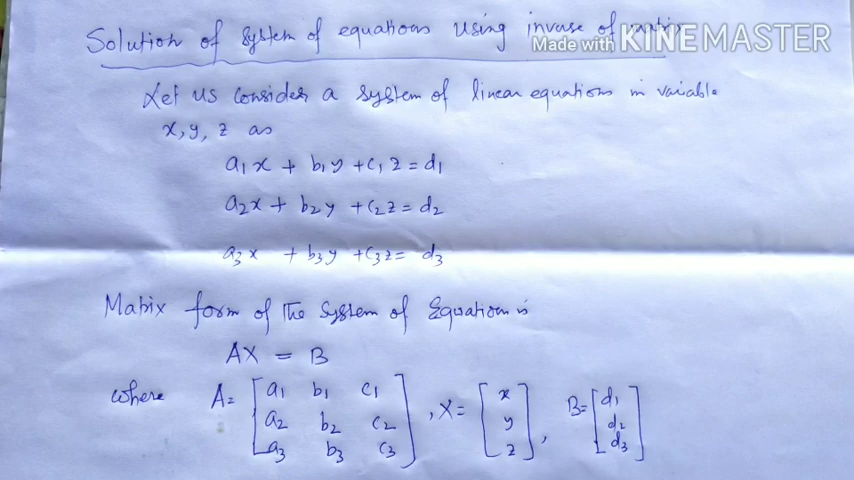 Solution of system of equations using inverse of matrix
Made with KINEMASTER
Let us consider a system of linear equations in variable
x, y, z as
a₁x + b₁y + c₁z = d₁
a₂x + b₂y + c₂z = d₂
a₃x + b₃y + c₃z = d₃
Matrix form of the system of Equation is
AX = B
where A = [a₁ b₁ c₁ a₂ b₂ c₂ a₃ b₃ c₃], X = [x y z], B = [d₁ d₂ d₃]